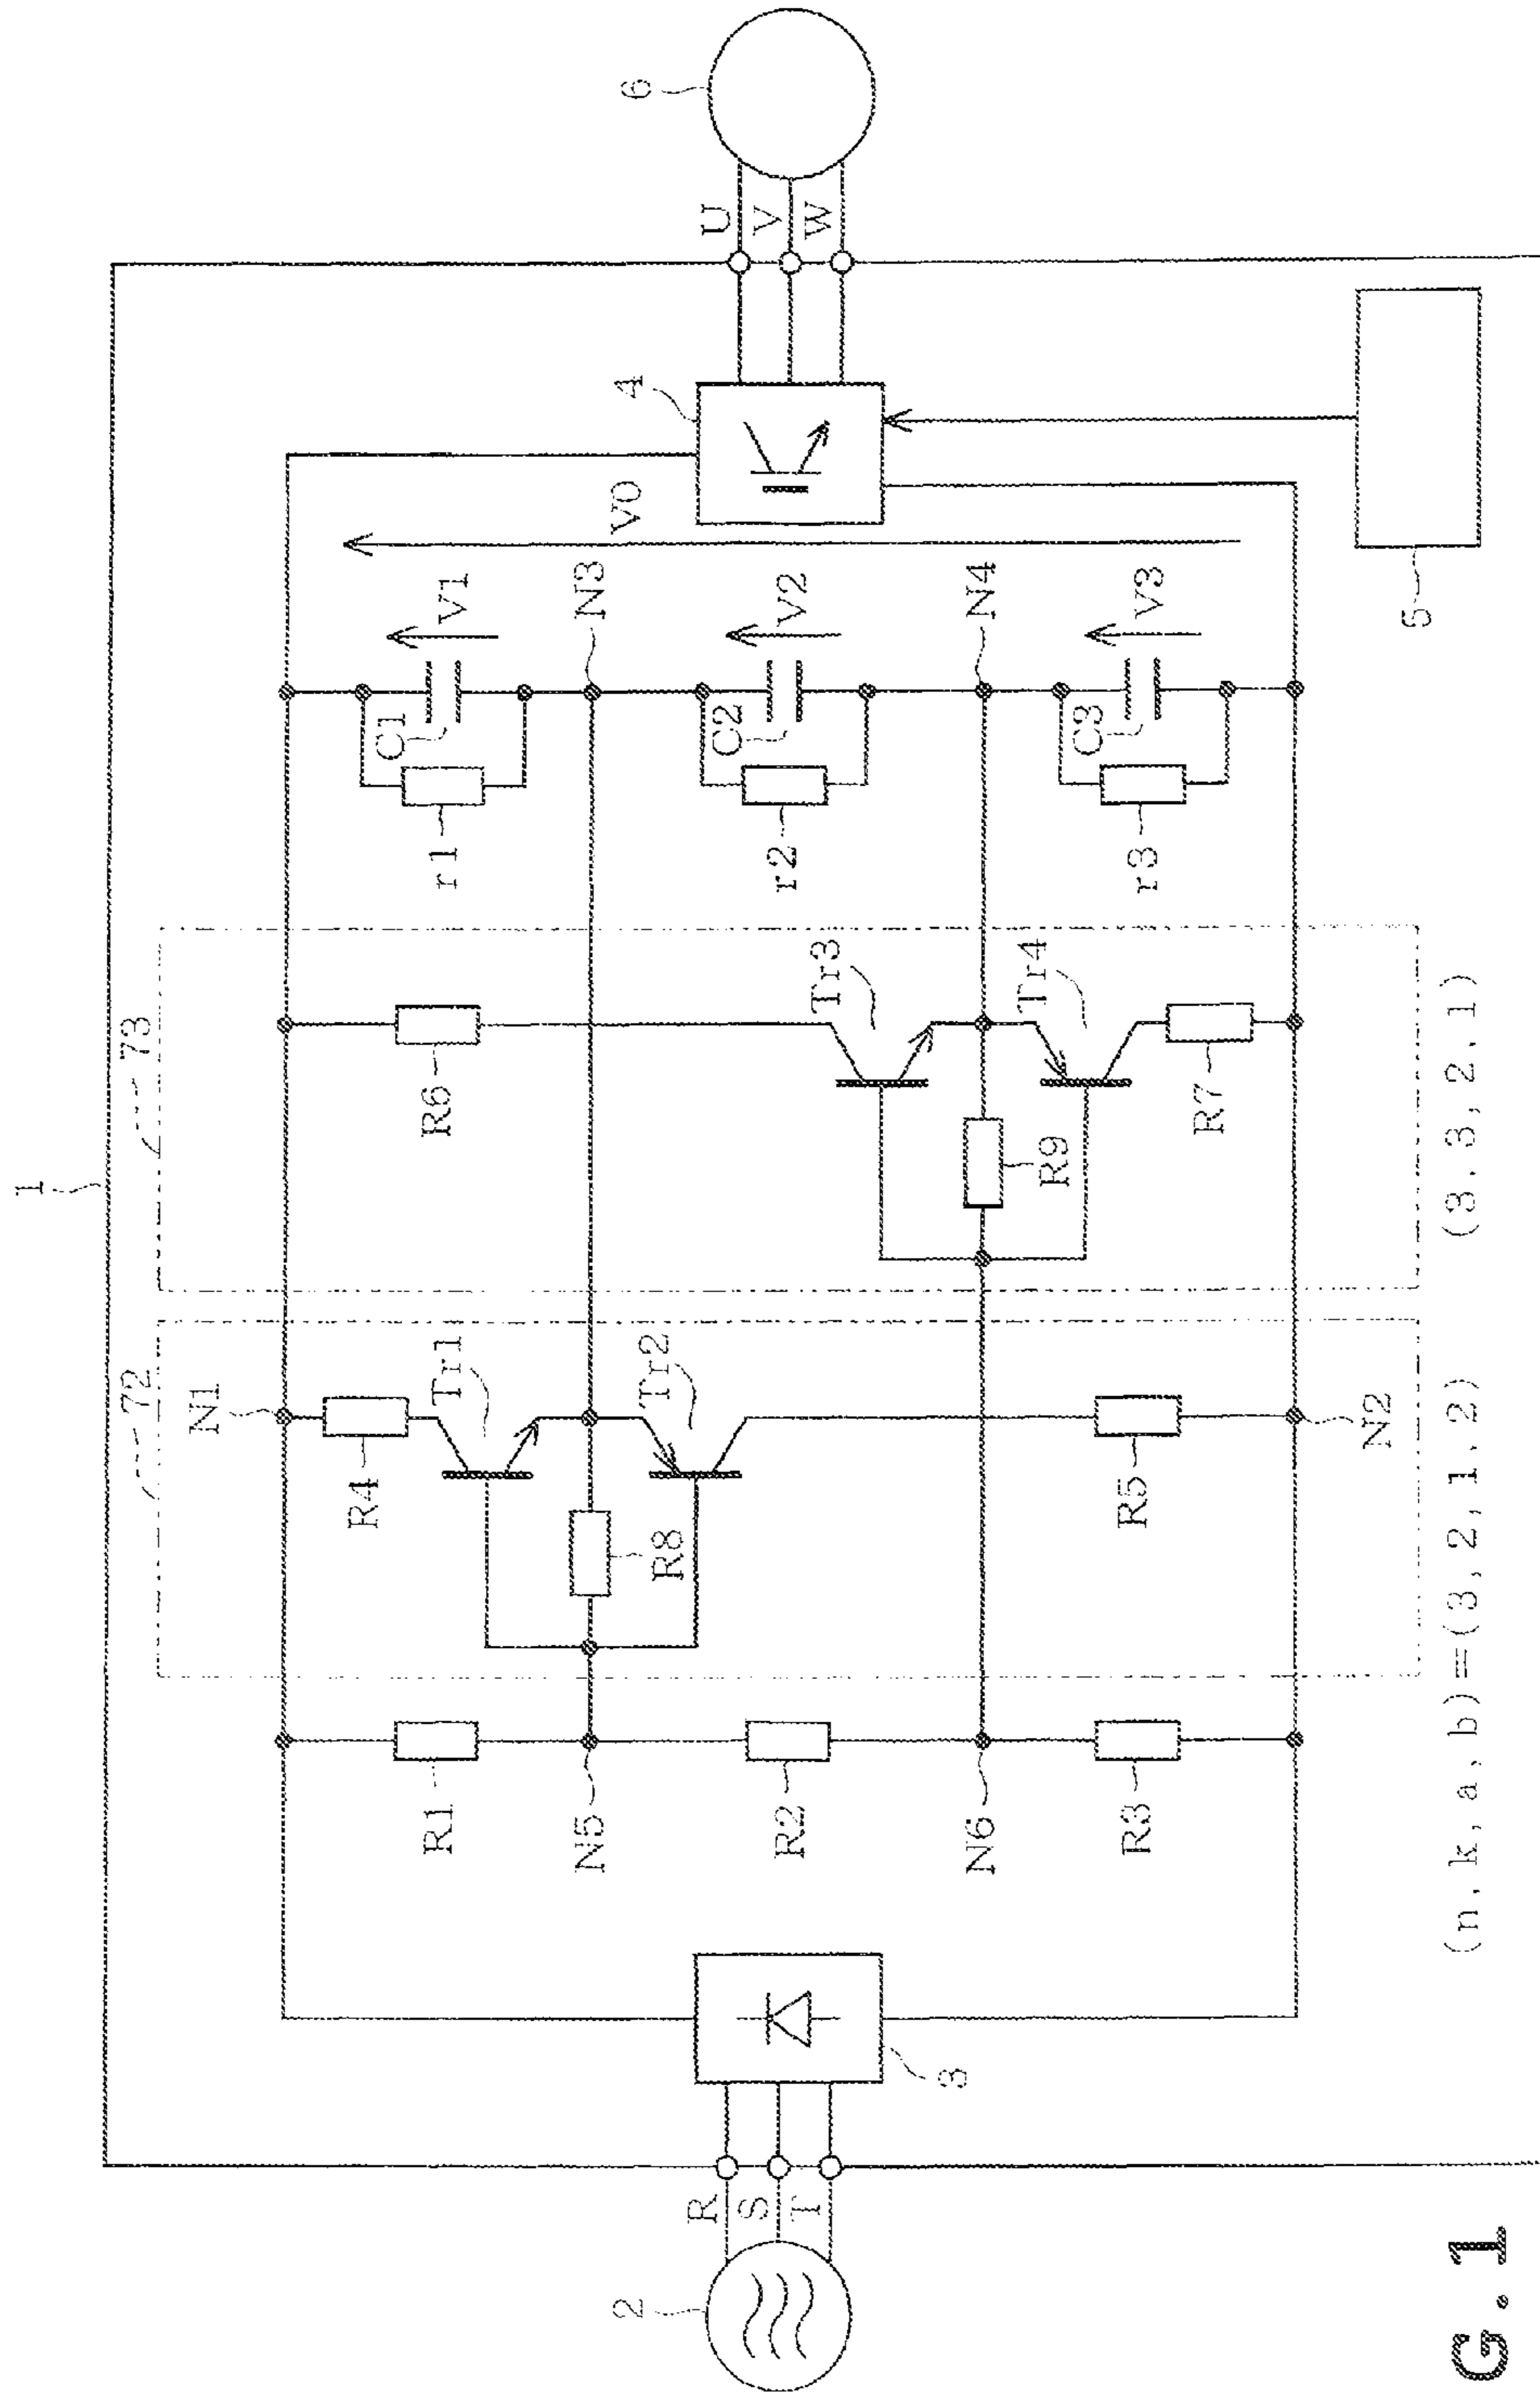 1
72
73
N1
R4
Tr1
Tr2
R8
R5
N2
R6
Tr3
Tr4
R9
R7
R1
N5
R2
N6
R3
r1
C1
V1
N3
r2
C2
V2
N4
r3
C3
V3
V0
4
5
6
U
V
W
3
R
S
T
2
(n,k,a,b)=(3,2,1,2)
(3,3,2,1)
G.1